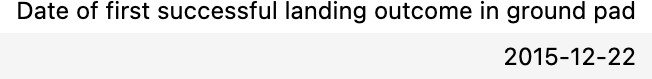 Date of first successful landing outcome in ground pad
2015-12-22